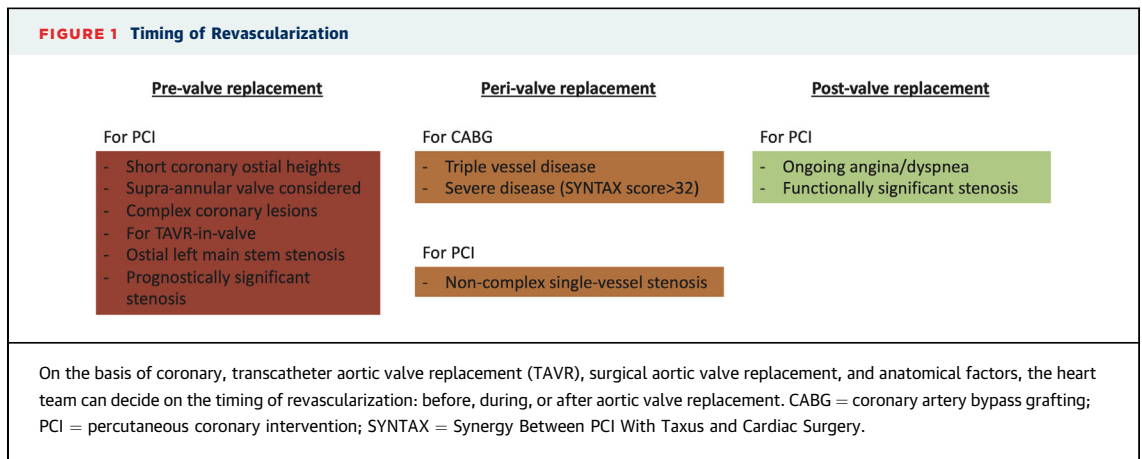 FIGURE 1 Timing of Revascularization
Pre-valve replacement
For PCI
- Short coronary ostial heights
- Supra-annular valve considered
- Complex coronary lesions
- For TAVR-in-valve
- Ostial left main stem stenosis
- Prognostically significant
stenosis
Peri-valve replacement
For CABG
- Triple vessel disease
- Severe disease (SYNTAX score>32)
For PCI
- Non-complex single-vessel stenosis
Post-valve replacement
For PCI
- Ongoing angina/dyspnea
- Functionally significant stenosis
On the basis of coronary, transcatheter aortic valve replacement (TAVR), surgical aortic valve replacement, and anatomical factors, the heart
team can decide on the timing of revascularization: before, during, or after aortic valve replacement. CABG = coronary artery bypass grafting;
PCI = percutaneous coronary intervention; SYNTAX = Synergy Between PCI With Taxus and Cardiac Surgery.